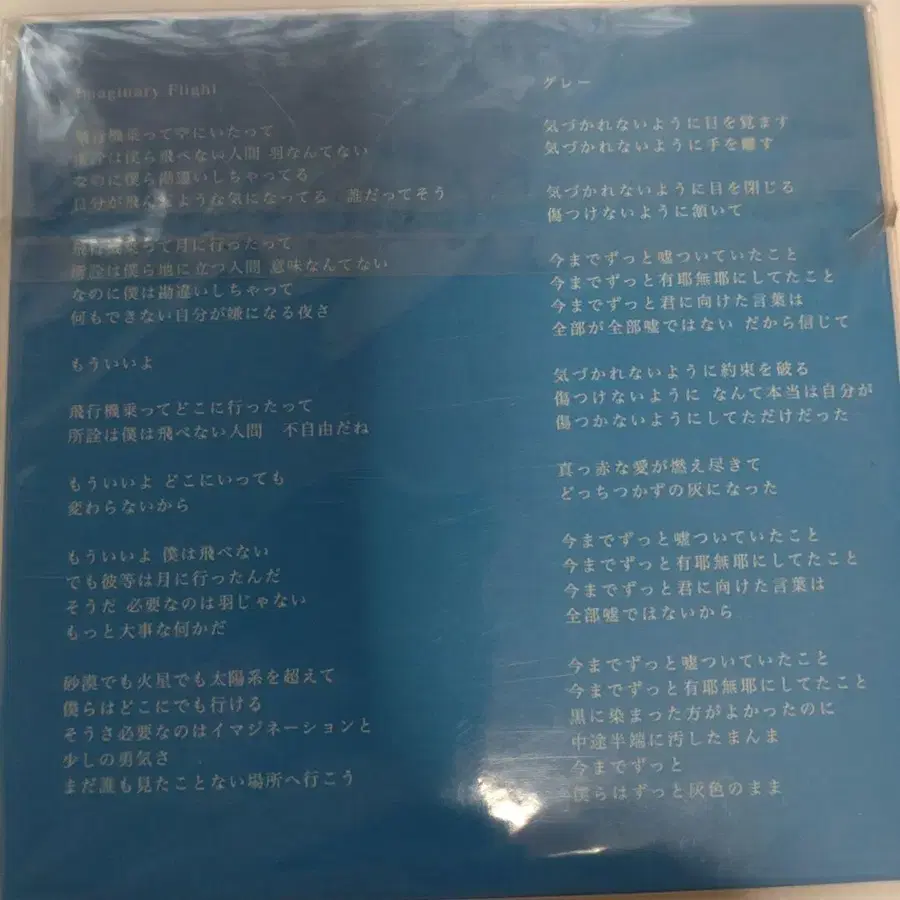 Imaginary Flight
飛行機乗って空にいたって
所詮は僕ら飛べない人間 羽なんてない
なのに僕ら勘違いしちゃってる
自分が飛んだような気になってる 誰だってそう
飛行機乗って月に行ったって
所詮は僕ら地に立つ人間 意味なんてない
なのに僕は勘違いしちゃって
何もできない自分が嫌になる夜さ
もういいよ
飛行機乗ってどこに行ったって
所詮は僕は飛べない人間 不自由だね
もういいよ どこにいっても
変わらないから
もういいよ 僕は飛べない
でも彼等は月に行ったんだ
そうだ 必要なのは羽じゃない
もっと大事な何かだ
砂漠でも火星でも太陽系を超えて
僕らはどこにでも行ける
そうさ必要なのはイマジネーションと
少しの勇気さ
まだ誰も見たことない場所へ行こう
グレー
気づかれないように目を覚ます
気づかれないように手を離す
気づかれないように目を閉じる
傷つけないように頷いて
今までずっと嘘ついていたこと
今までずっと有耶無耶にしてたこと
今までずっと君に向けた言葉は
全部が全部嘘ではない だから信じて
気づかれないように約束を破る
傷つけないように なんて本当は自分が
傷つかないようにしてただけだった
真っ赤な愛が燃え尽きて
どっちつかずの灰になった
今までずっと嘘ついていたこと
今までずっと有耶無耶にしてたこと
今までずっと君に向けた言葉は
全部嘘ではないから
今までずっと嘘ついていたこと
今までずっと有耶無耶にしてたこと
黒に染まった方がよかったのに
中途半端に汚したまんま
今までずっと
僕らはずっと灰色のまま